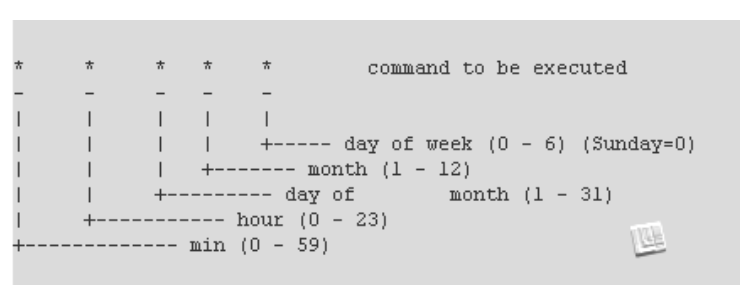 *       *      *   *    *        command to be executed
-       -      -   -    -
|       |      |   |    |
|       |      |   |    +----- day of week (0 - 6) (Sunday=0)
|       |      |   +------- month (1 - 12)
|       |      +--------- day of        month (1 - 31)
|       +----------- hour (0 - 23)
+------------- min (0 - 59)